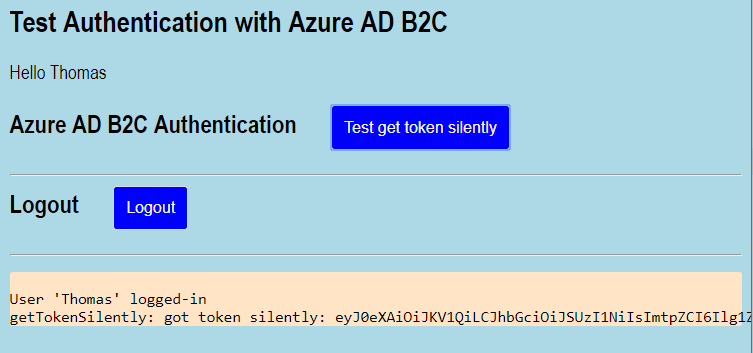 Test Authentication with Azure AD B2C
Hello Thomas
Azure AD B2C Authentication Test get token silently
Logout Logout
User 'Thomas' logged-in
getTokenSilently: got token silently: eyJ0eXAiOiJKV1QiLCJhbGciOiJSUzI1NiIsImtpZCI6Ilg1Z